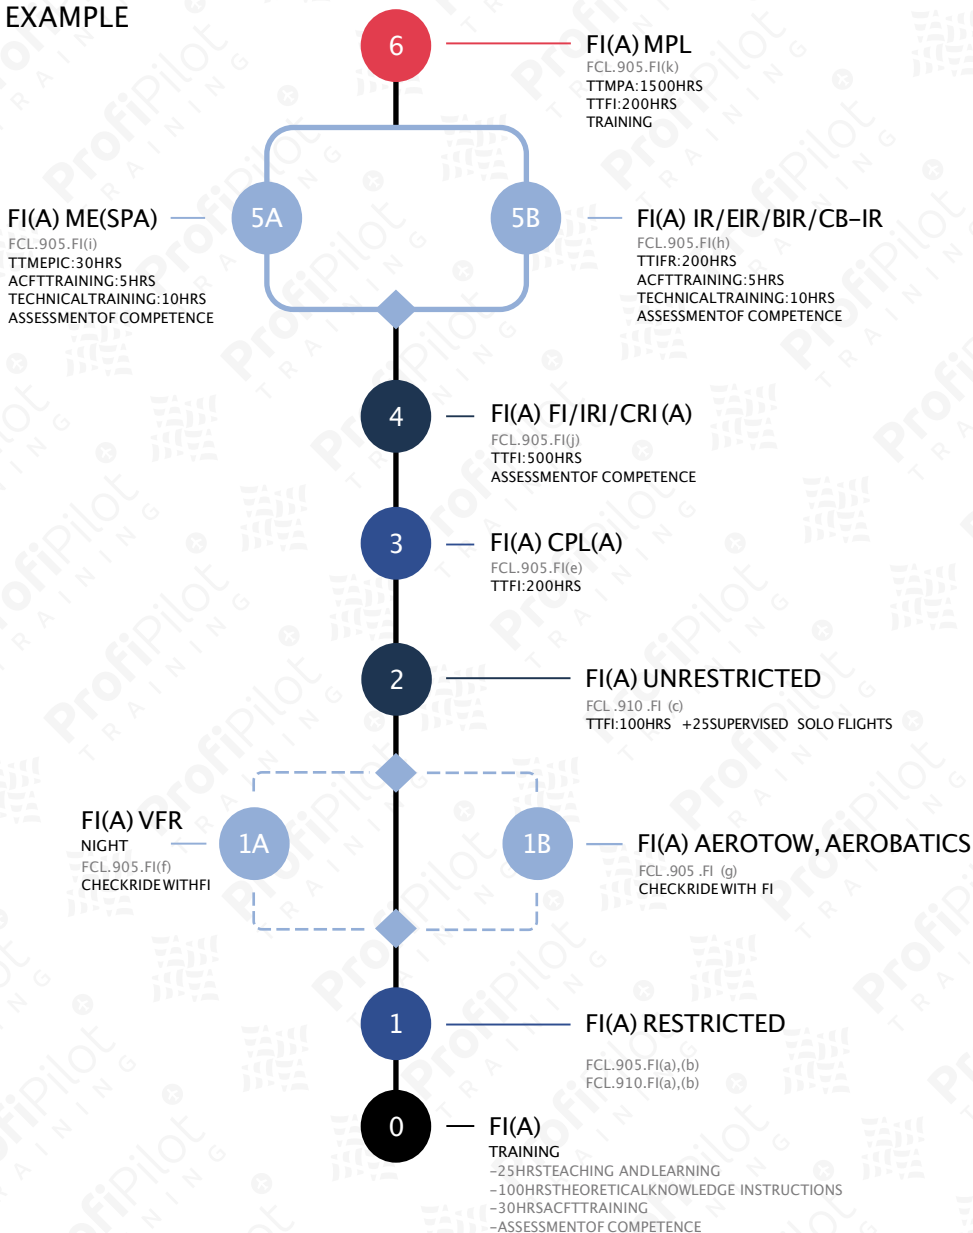 EXAMPLE
6
FI(A) MPL
FCL.905.FI(k)
TTMPA:1500HRS
TTFI:200HRS
TRAINING
FI(A) ME(SPA)
FCL.905.FI(i)
TTMEPIC:30HRS
ACFTTRAINING:5HRS
TECHNICALTRAINING:10HRS
ASSESSMENTOF COMPETENCE
5A
5B
FI(A) IR/EIR/BIR/CB-IR
FCL.905.FI(h)
TTIFR:200HRS
ACFTTRAINING:5HRS
TECHNICALTRAINING:10HRS
ASSESSMENTOF COMPETENCE
4
FI(A) FI/IRI/CRI(A)
FCL.905.FI(j)
TTFI:500HRS
ASSESSMENTOF COMPETENCE
3
FI(A) CPL(A)
FCL.905.FI(e)
TTFI:200HRS
2
FI(A) UNRESTRICTED
FCL .910 .FI (c)
TTFI:100HRS +25SUPERVISED SOLO FLIGHTS
FI(A) VFR
NIGHT
FCL.905.FI(f)
CHECKRIDEWITHFI
1A
1B
FI(A) AEROTOW, AEROBATICS
FCL .905 .FI (g)
CHECKRIDE WITH FI
1
FI(A) RESTRICTED
FCL.905.FI(a),(b)
FCL.910.FI(a),(b)
0
FI(A)
TRAINING
-25HRSTEACHING ANDLEARNING
-100HRSTHEORETICALKNOWLEDGE INSTRUCTIONS
-30HRSACFTTRAINING
-ASSESSMENTOF COMPETENCE
ProfiPilot
TRAINING